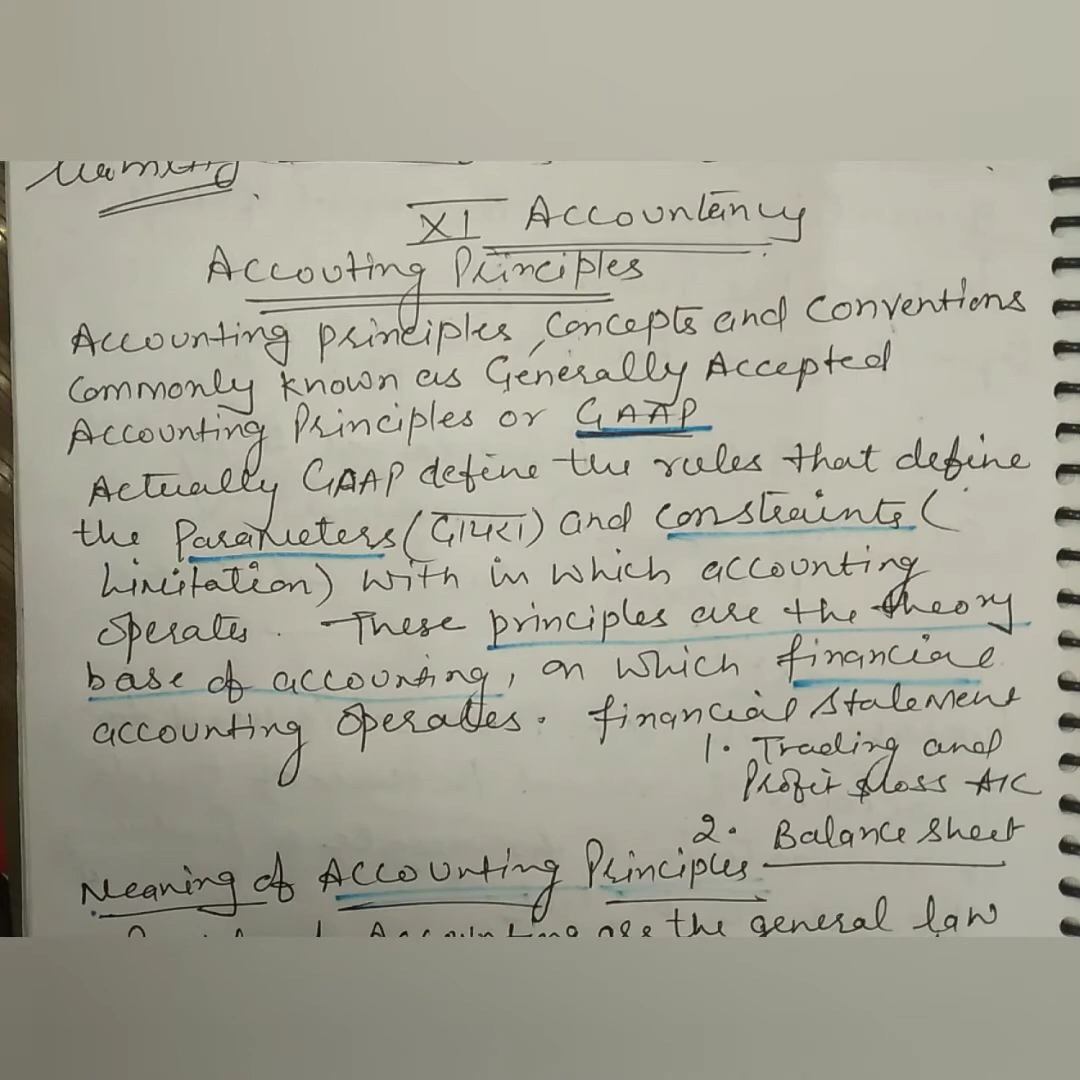 XI Accountancy
Accouting Principles
Accounting principles, Concepts and Conventions
Commonly known as Generally Accepted
Accounting Principles or GAAP
Actually GAAP define the rules that define
the Parameters (दायरा) and Constraints (
Limitation) with in which accounting
operates. These principles are the theory
base of accounting, on which financial
accounting operates. financial Statement
1. Trading and
Profit & Loss A/C
2. Balance Sheet
Meaning of Accounting Principles
Accounting are the general law